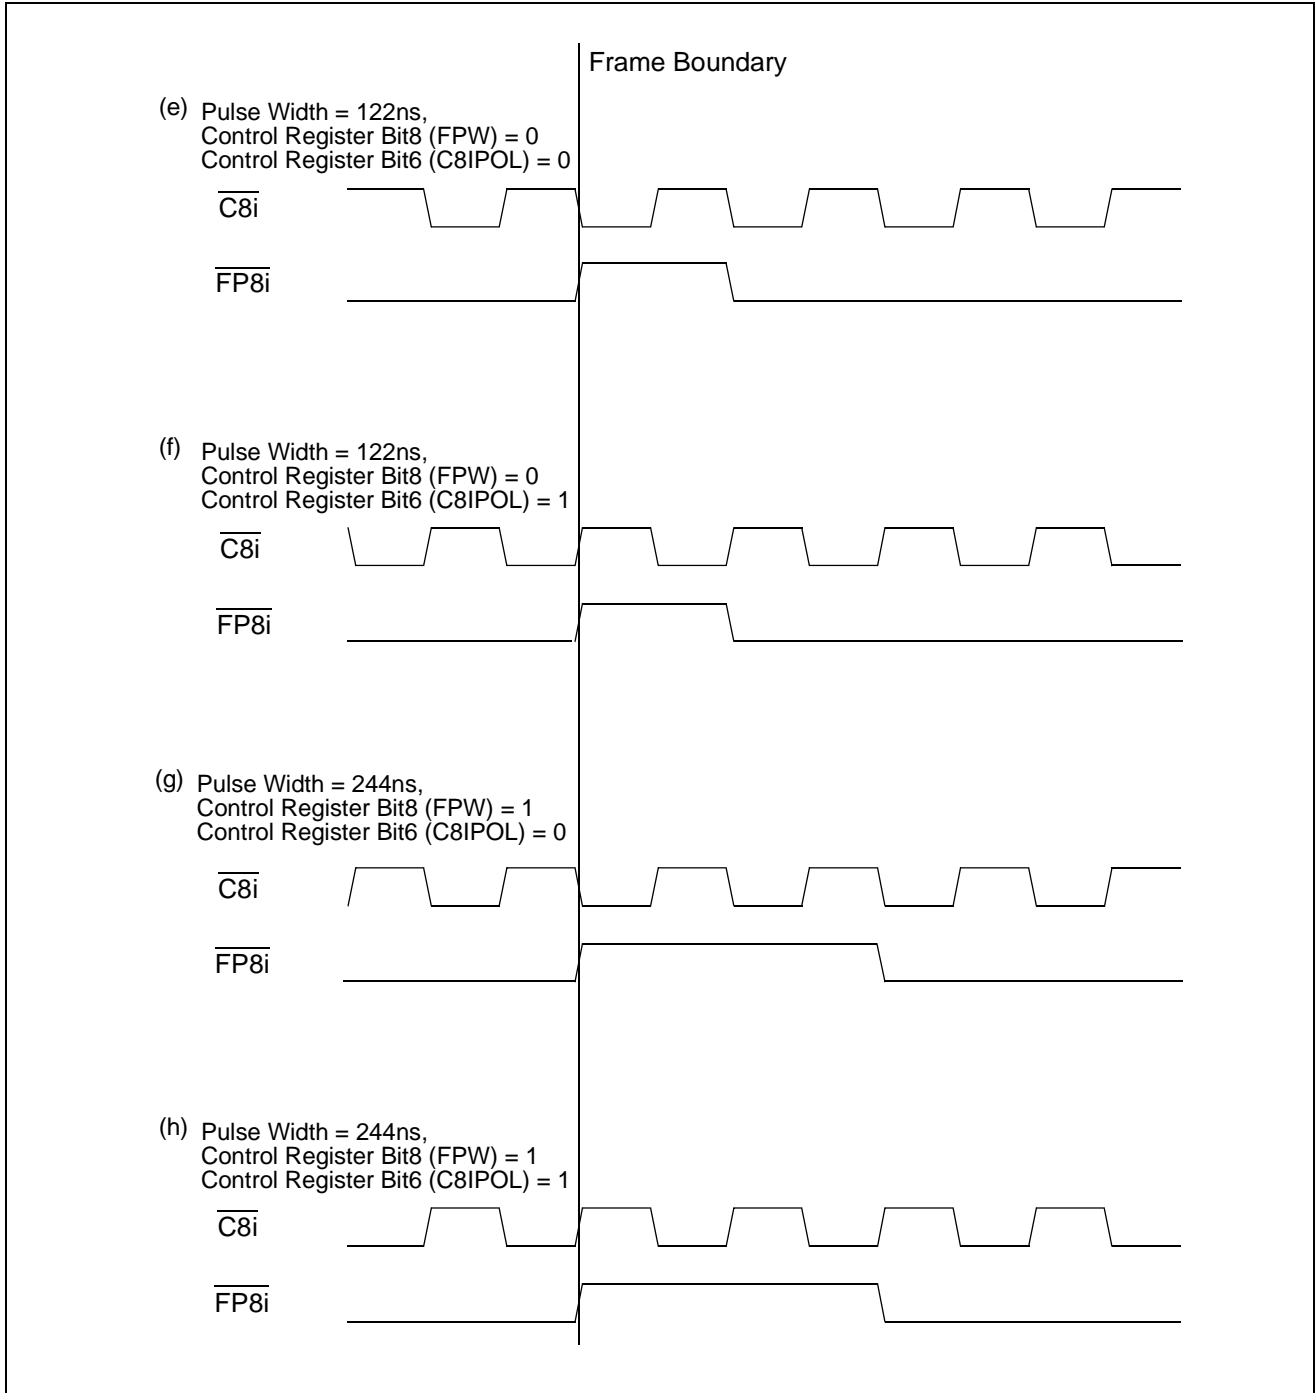 Frame Boundary
(e) Pulse Width = 122ns,
Control Register Bit8 (FPW) = 0
Control Register Bit6 (C8IPOL) = 0
C8i
FP8i
(f) Pulse Width = 122ns,
Control Register Bit8 (FPW) = 0
Control Register Bit6 (C8IPOL) = 1
C8i
FP8i
(g) Pulse Width = 244ns,
Control Register Bit8 (FPW) = 1
Control Register Bit6 (C8IPOL) = 0
C8i
FP8i
(h) Pulse Width = 244ns,
Control Register Bit8 (FPW) = 1
Control Register Bit6 (C8IPOL) = 1
C8i
FP8i